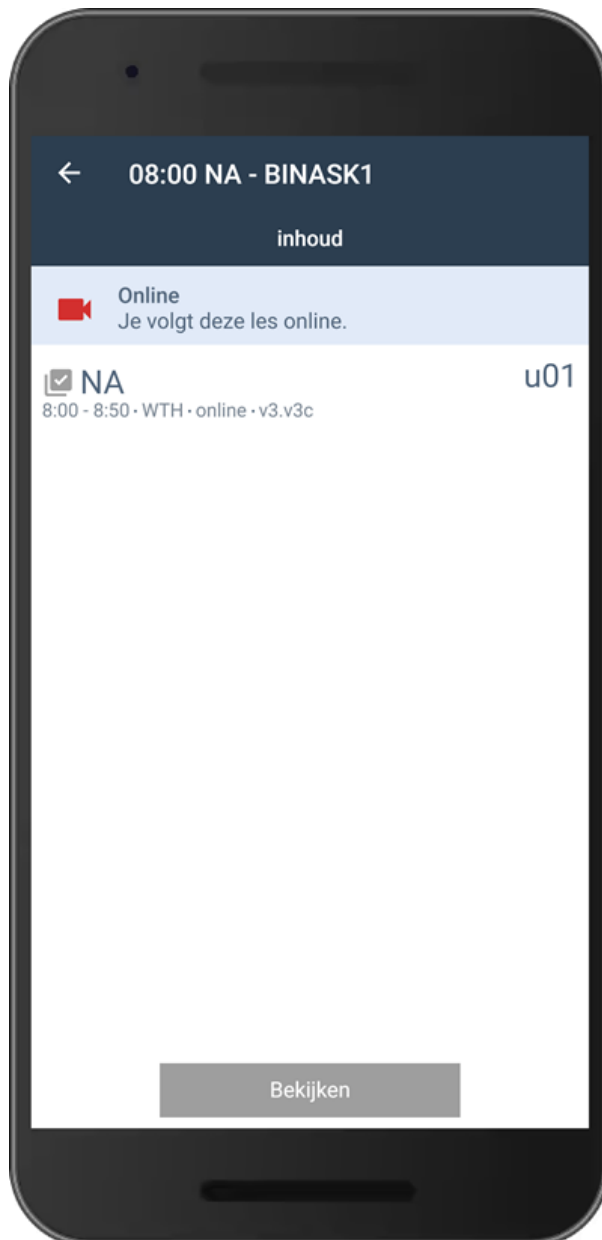 08:00 NA - BINASK1
inhoud
Online
Je volgt deze les online.
NA
u01
8:00 - 8:50 · WTH · online · v3.v3c
Bekijken